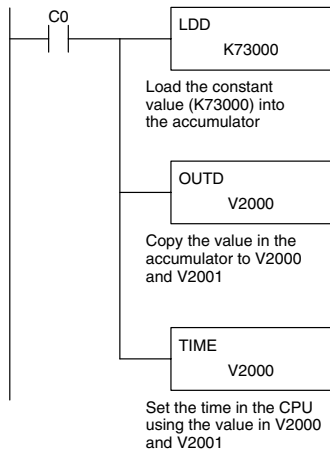 C0
LDD
K73000
Load the constant
value (K73000) into
the accumulator
OUTD
V2000
Copy the value in the
accumulator to V2000
and V2001
TIME
V2000
Set the time in the CPU
using the value in V2000
and V2001